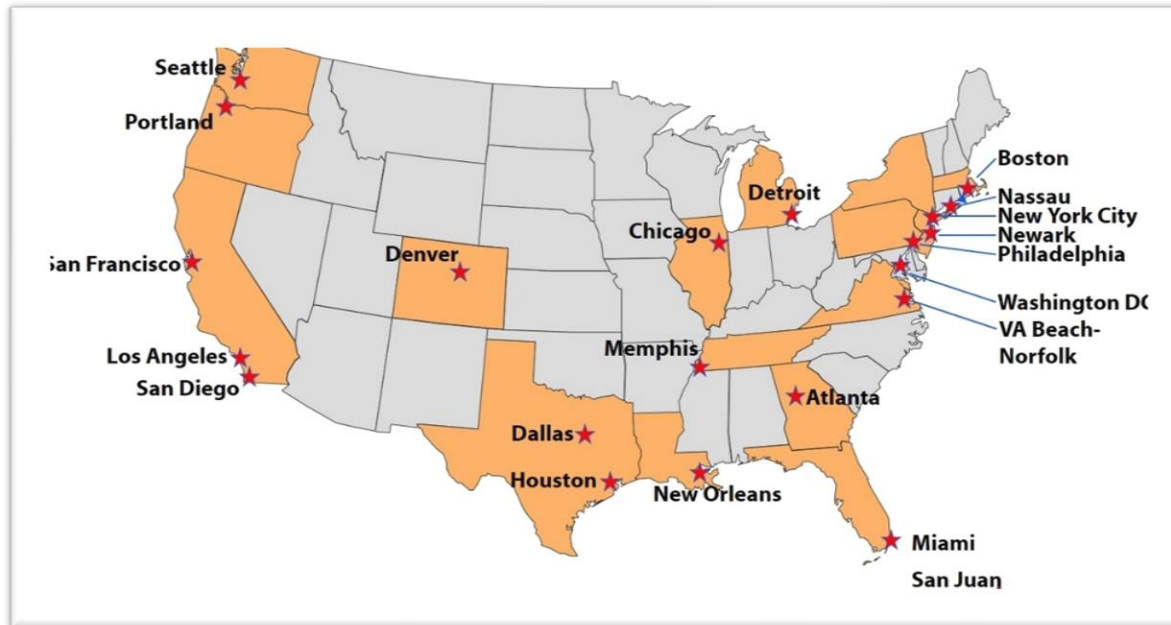 Seattle
Portland
San Francisco
Los Angeles
San Diego
Denver
Dallas
Houston
New Orleans
Memphis
Chicago
Detroit
Atlanta
Miami
San Juan
Boston
Nassau
New York City
Newark
Philadelphia
Washington DC
VA Beach-
Norfolk